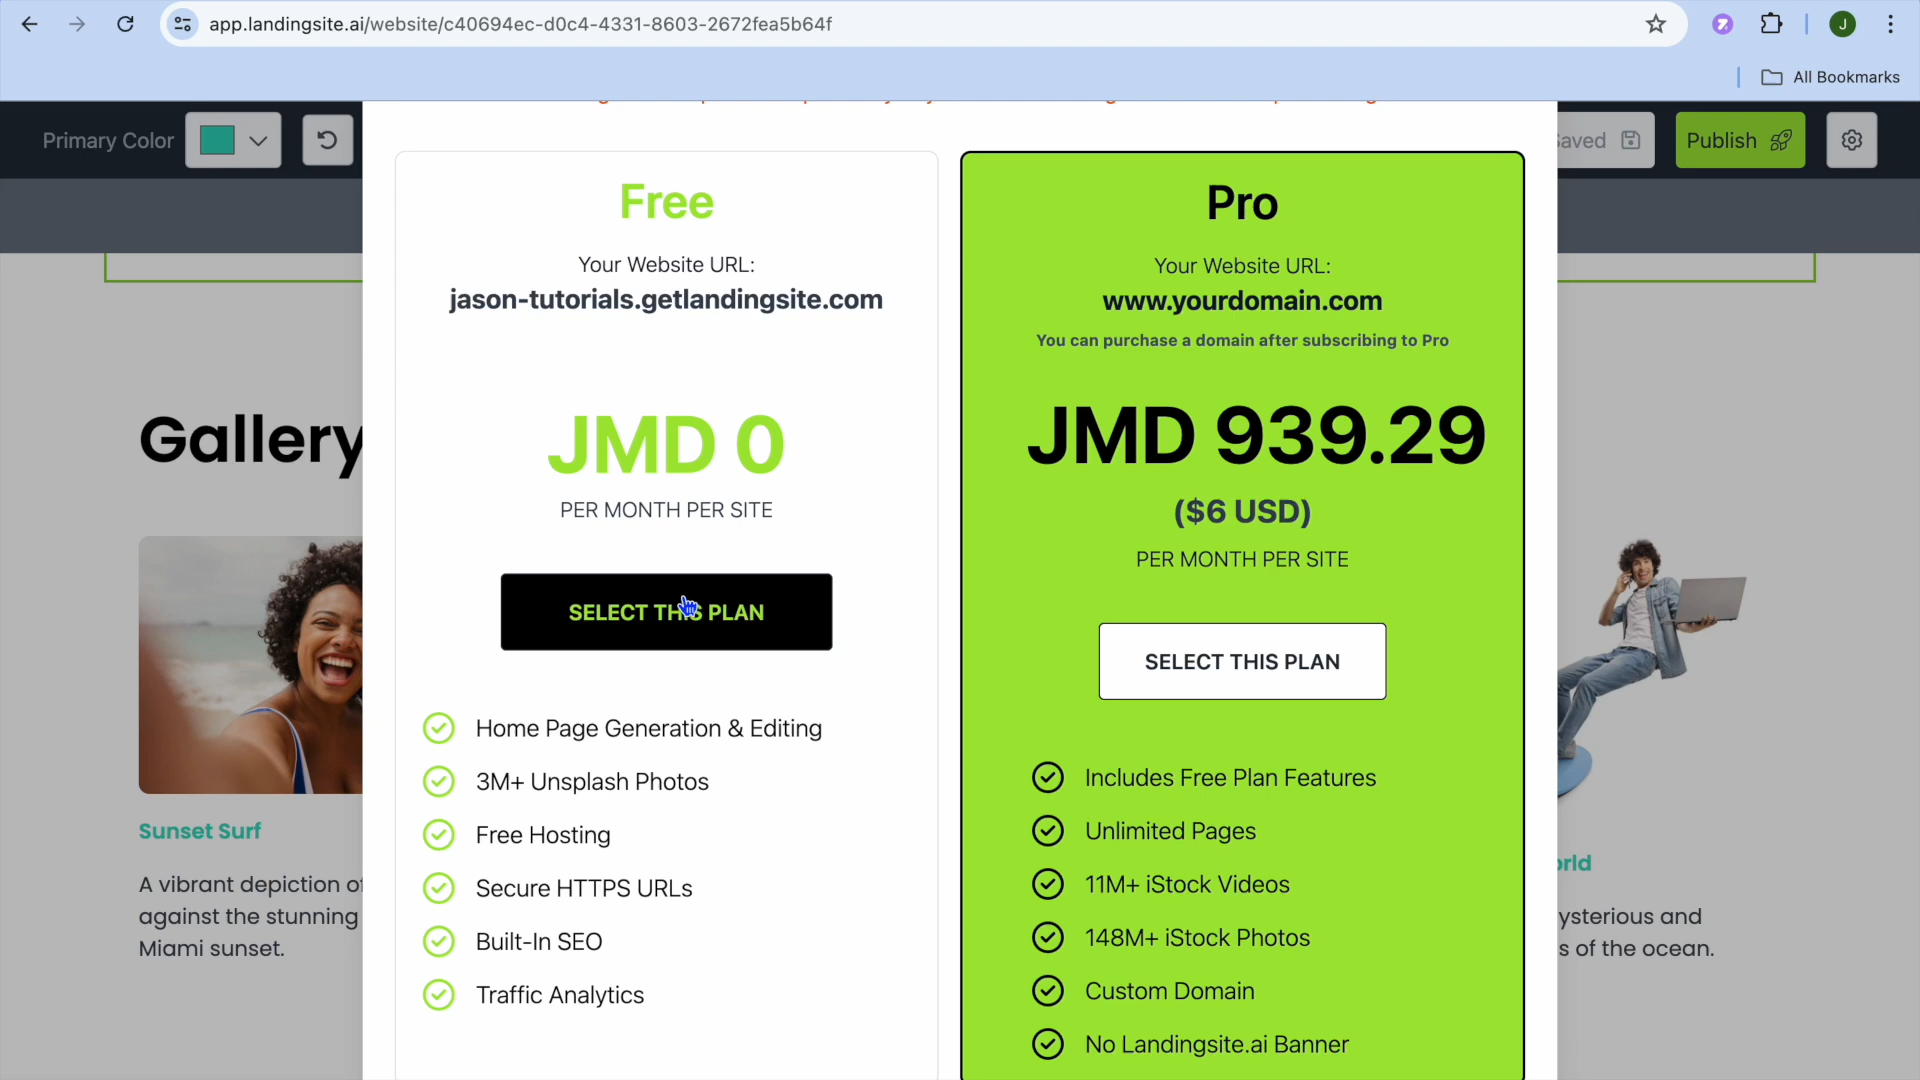 app.landingsite.ai/website/c40694ec-d0c4-4331-8603-2672fea5b64f
J
All Bookmarks
Primary Color
Publish
Free
Your Website URL:
jason-tutorials.getlandingsite.com
JMD 0
PER MONTH PER SITE
SELECT THIS PLAN
Home Page Generation & Editing
3M+ Unsplash Photos
Free Hosting
Secure HTTPS URLs
Built-In SEO
Traffic Analytics
Pro
Your Website URL:
www.yourdomain.com
You can purchase a domain after subscribing to Pro
JMD 939.29
($6 USD)
PER MONTH PER SITE
SELECT THIS PLAN
Includes Free Plan Features
Unlimited Pages
11M+ iStock Videos
148M+ iStock Photos
Custom Domain
No Landingsite.ai Banner
Gallery
Sunset Surf
A vibrant depiction of
against the stunning
Miami sunset.
s of the ocean.